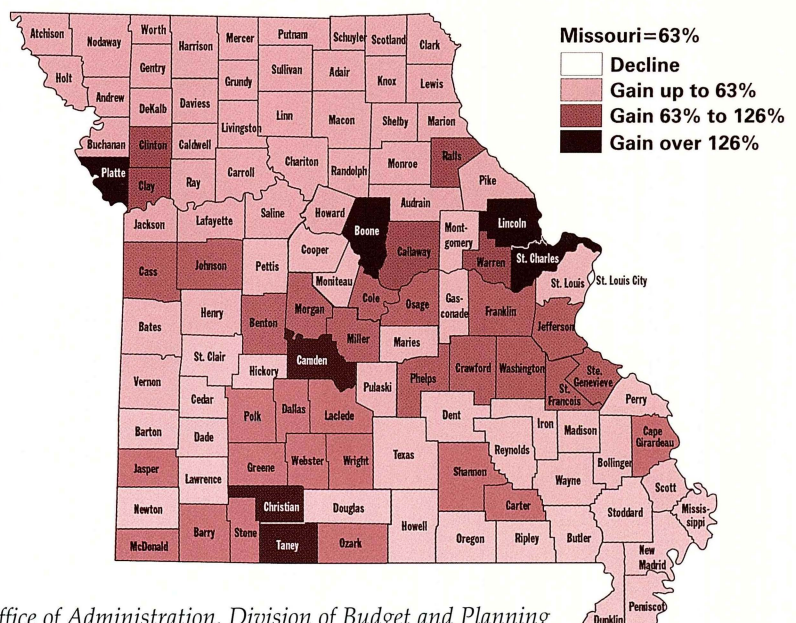 Missouri=63%
Decline
Gain up to 63%
Gain 63% to 126%
Gain over 126%
Atchison
Nodaway
Worth
Harrison
Mercer
Putnam
Schuyler
Scotland
Clark
Holt
Gentry
Sullivan
Adair
Knox
Lewis
Andrew
DeKalb
Daviess
Grundy
Linn
Macon
Shelby
Marion
Buchanan
Clinton
Caldwell
Livingston
Chariton
Monroe
Ralls
Platte
Clay
Ray
Carroll
Randolph
Pike
Jackson
Lafayette
Saline
Howard
Boone
Audrain
Mont-
gomery
Lincoln
Cass
Johnson
Pettis
Cooper
Moniteau
Callaway
Warren
St. Charles
St. Louis
St. Louis City
Bates
Henry
Benton
Morgan
Cole
Osage
Gas-
conade
Franklin
Jefferson
St. Clair
Hickory
Camden
Miller
Maries
Vernon
Cedar
Polk
Dallas
Laclede
Pulaski
Phelps
Crawford
Washington
St.
Francois
Ste.
Genevieve
Perry
Barton
Dade
Dent
Iron
Madison
Cape
Girardeau
Jasper
Lawrence
Greene
Webster
Wright
Texas
Shannon
Reynolds
Wayne
Bollinger
Scott
Newton
Christian
Douglas
Howell
Carter
Stoddard
Missis-
sippi
McDonald
Barry
Stone
Taney
Ozark
Oregon
Ripley
Butler
New
Madrid
Pemiscot
Dunklin
ffice of Administration, Division of Budget and Planning